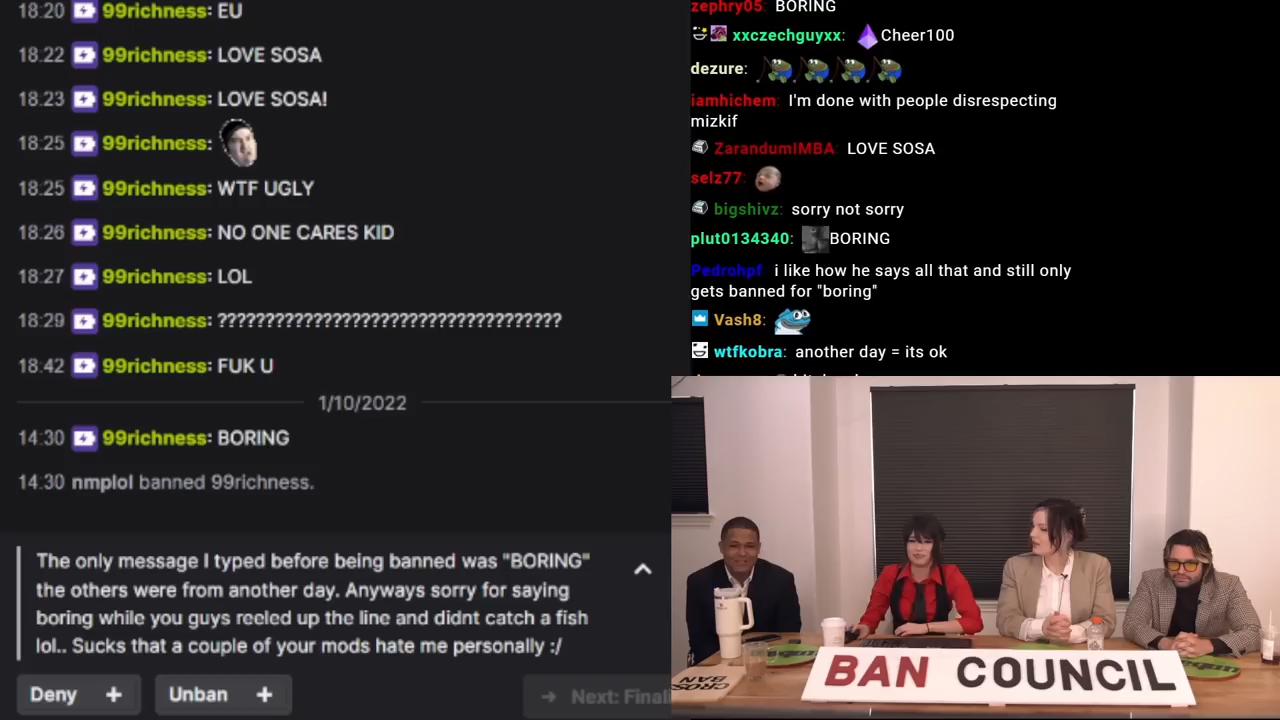 18:20 99richness: EU
18:22 99richness: LOVE SOSA
18:23 99richness: LOVE SOSA!
18:25 99richness:
18:25 99richness: WTF UGLY
18:26 99richness: NO ONE CARES KID
18:27 99richness: LOL
18:29 99richness: ????????????????????????????????????
18:42 99richness: FUK U
1/10/2022
14:30 99richness: BORING
14:30 nmplol banned 99richness.
The only message I typed before being banned was "BORING"
the others were from another day. Anyways sorry for saying
boring while you guys reeled up the line and didnt catch a fish
lol.. Sucks that a couple of your mods hate me personally :/
Deny +
Unban +
→ Next: Finali
zephry05: BORING
xxczechguyxx: Cheer100
dezure:
iamhichem: I'm done with people disrespecting
mizkif
ZarandumIMBA: LOVE SOSA
selz77:
bigshivz: sorry not sorry
plut0134340: BORING
Pedrohpf i like how he says all that and still only
gets banned for "boring"
Vash8:
wtfkobra: another day = its ok
BAN COUNCIL
CROSS
BAN